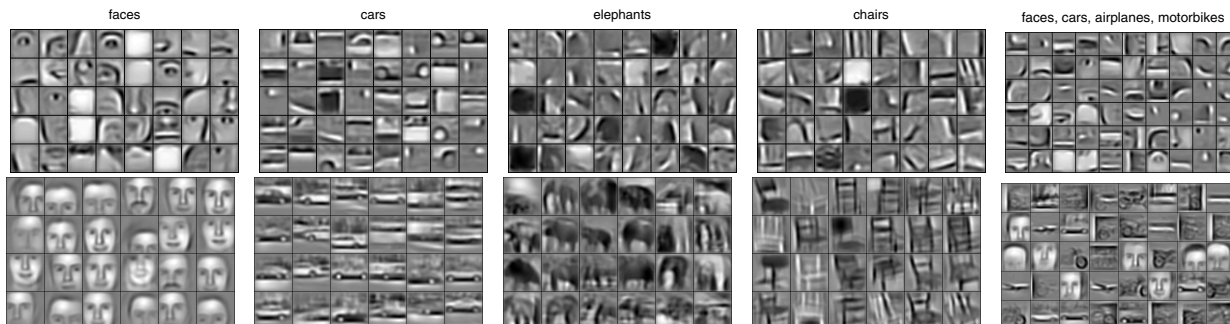 faces
cars
elephants
chairs
faces, cars, airplanes, motorbikes